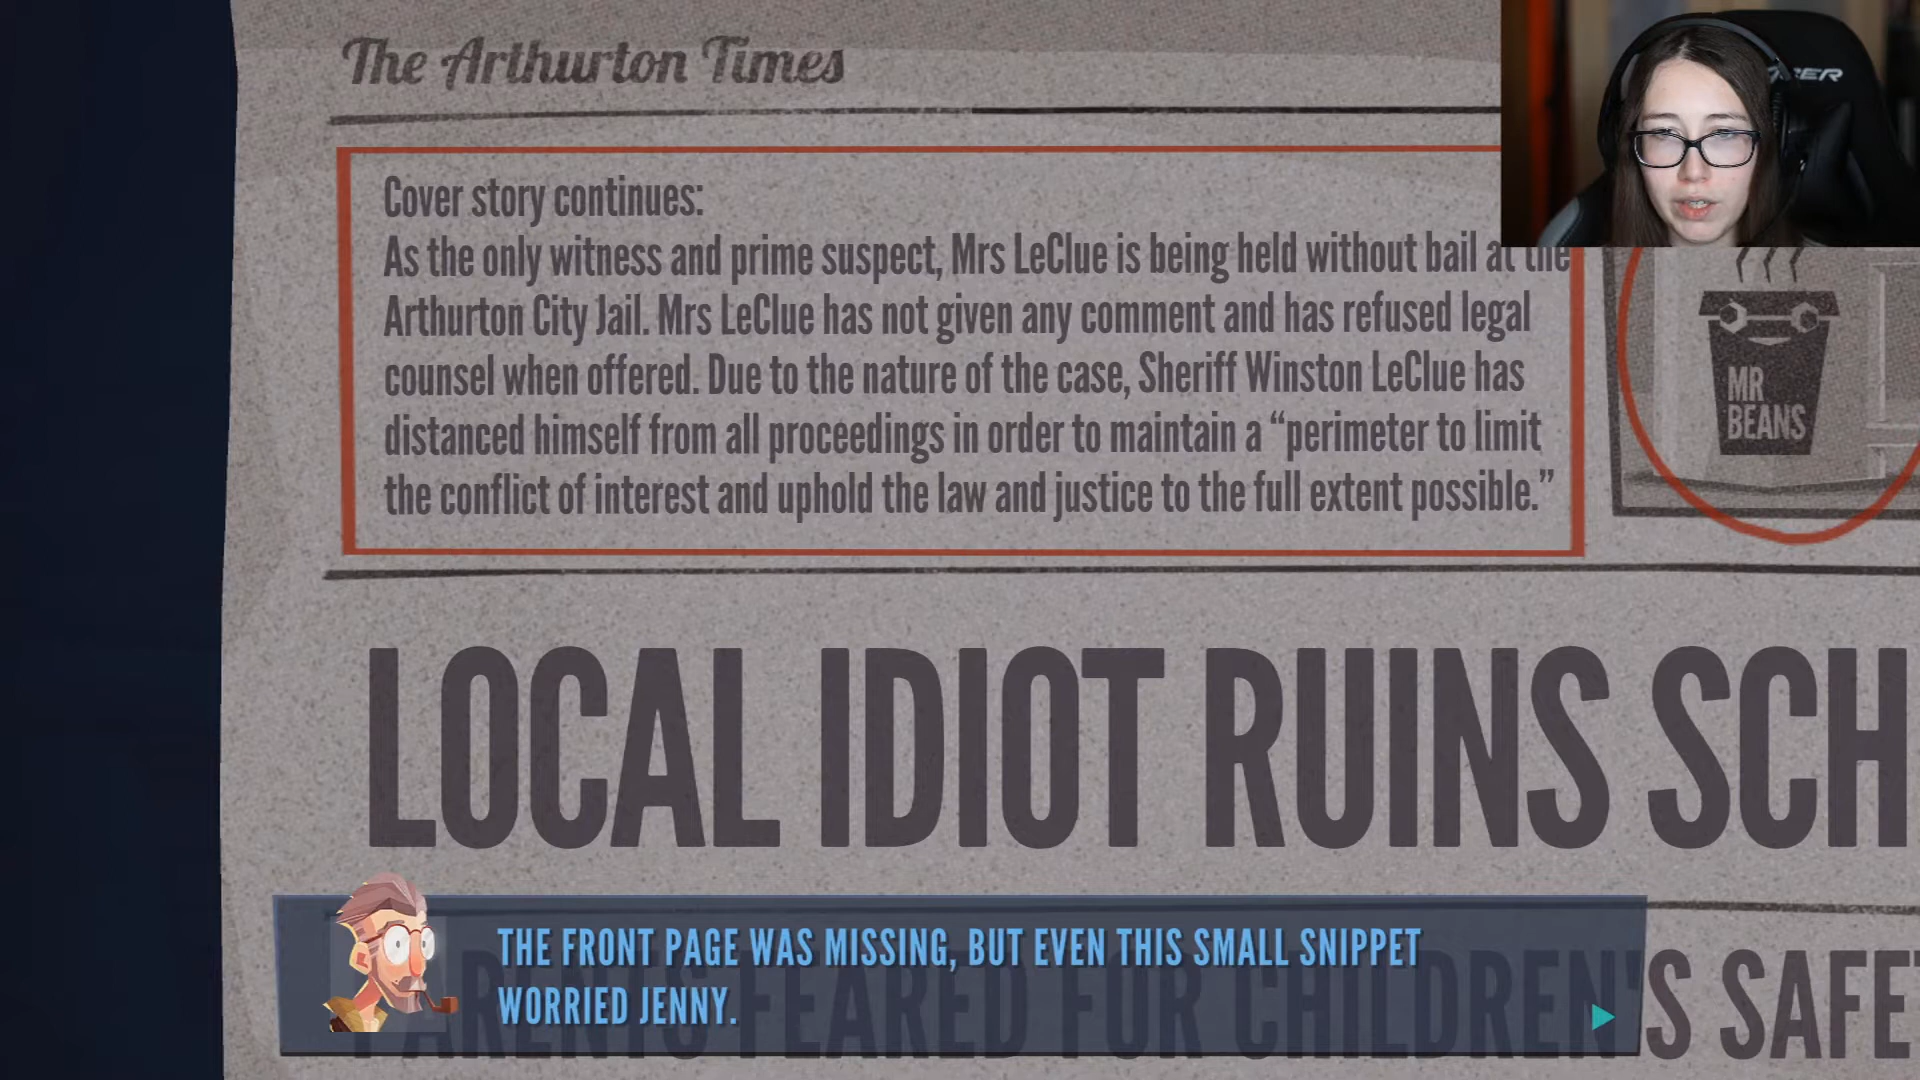 The Arthurton Times
Cover story continues:
As the only witness and prime suspect, Mrs LeClue is being held without bail at the
Arthurton City Jail. Mrs LeClue has not given any comment and has refused legal
counsel when offered. Due to the nature of the case, Sheriff Winston LeClue has
distanced himself from all proceedings in order to maintain a “perimeter to limit
the conflict of interest and uphold the law and justice to the full extent possible.”
MR
BEANS
LOCAL IDIOT RUINS SCH
THE FRONT PAGE WAS MISSING, BUT EVEN THIS SMALL SNIPPET
WORRIED JENNY.
PARENTS FEARED FOR CHILDREN'S SAFE